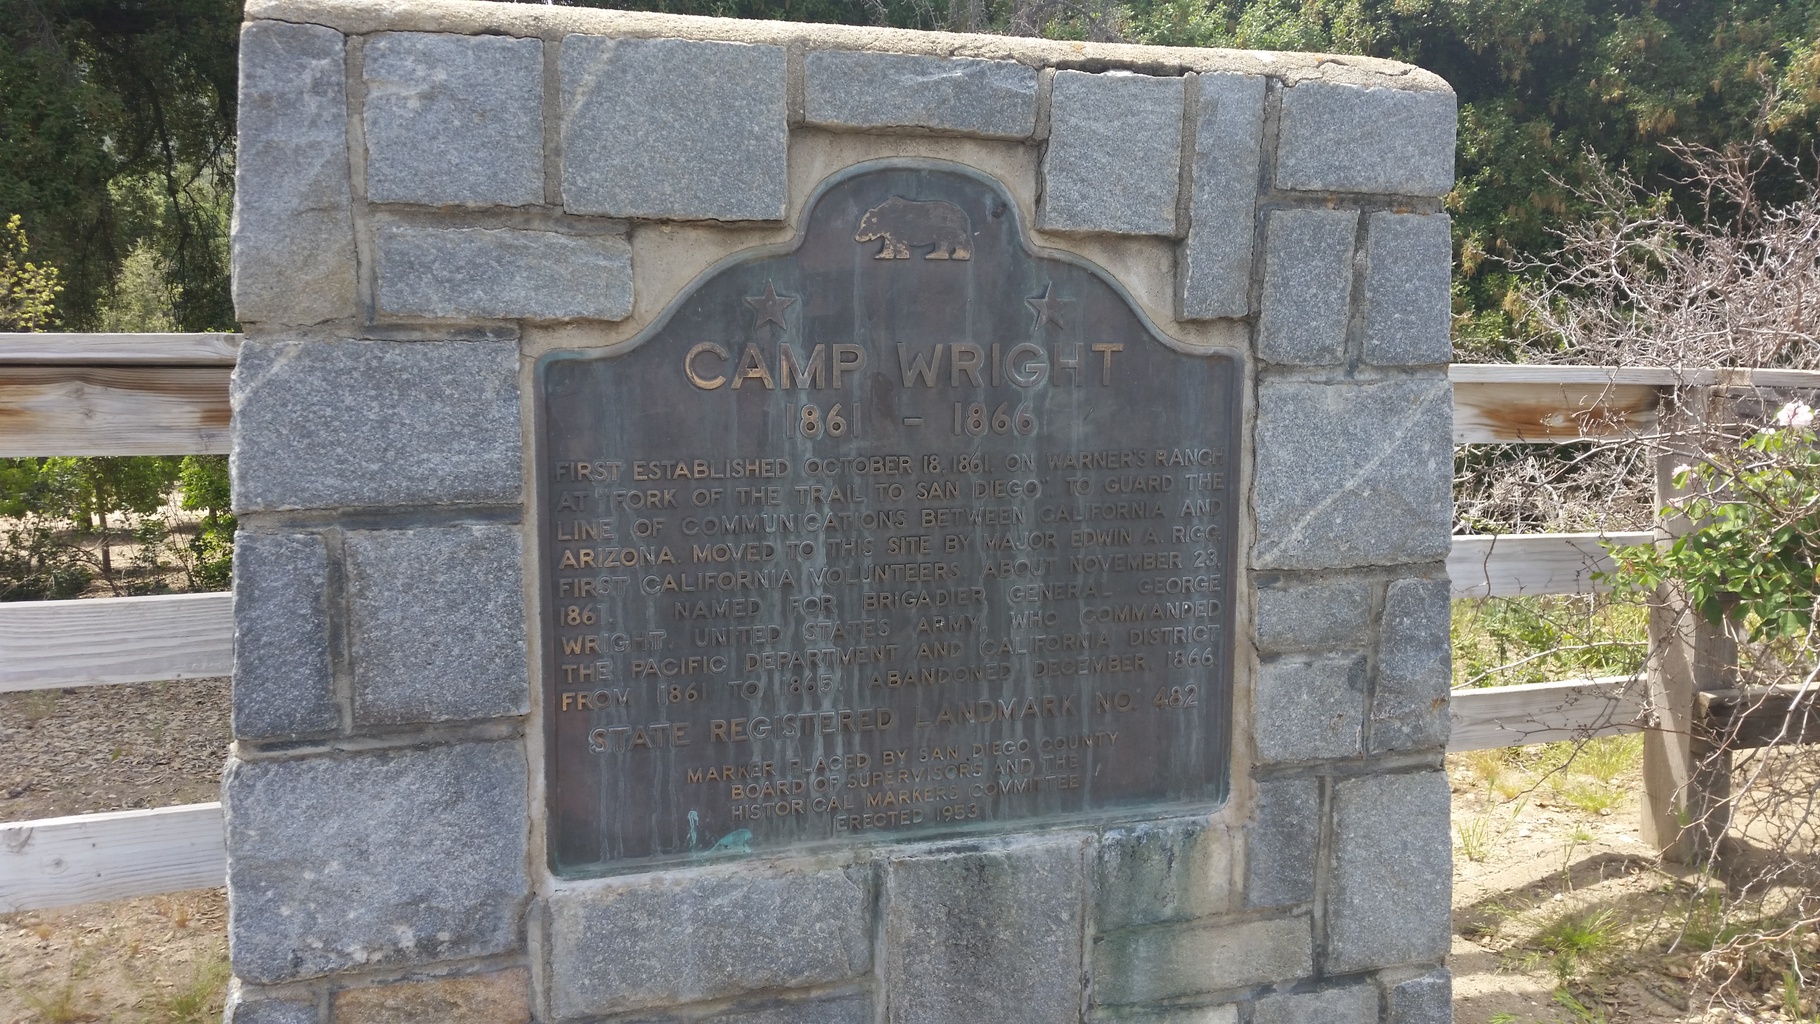 CAMP WRIGHT
1861 - 1866
FIRST ESTABLISHED OCTOBER 18, 1861, ON WARNER'S RANCH
AT "FORK OF THE TRAIL TO SAN DIEGO", TO GUARD THE
LINE OF COMMUNICATIONS BETWEEN CALIFORNIA AND
ARIZONA. MOVED TO THIS SITE BY MAJOR EDWIN A. RIGG,
FIRST CALIFORNIA VOLUNTEERS, ABOUT NOVEMBER 23,
186 NAMED FOR BRIGADIER GENERAL GEORGE
WRIGHT, UNITED STATES ARMY, WHO COMMANDED
THE PACIFIC DEPARTMENT AND CALIFORNIA DISTRICT
FROM 1861 TO 1865. ABANDONED DECEMBER, 1866.
STATE REGISTERED LANDMARK NO. 482
MARKER PLACED BY SAN DIEGO COUNTY
BOARD OF SUPERVISORS AND THE
HISTORICAL MARKERS COMMITTEE
ERECTED 1953